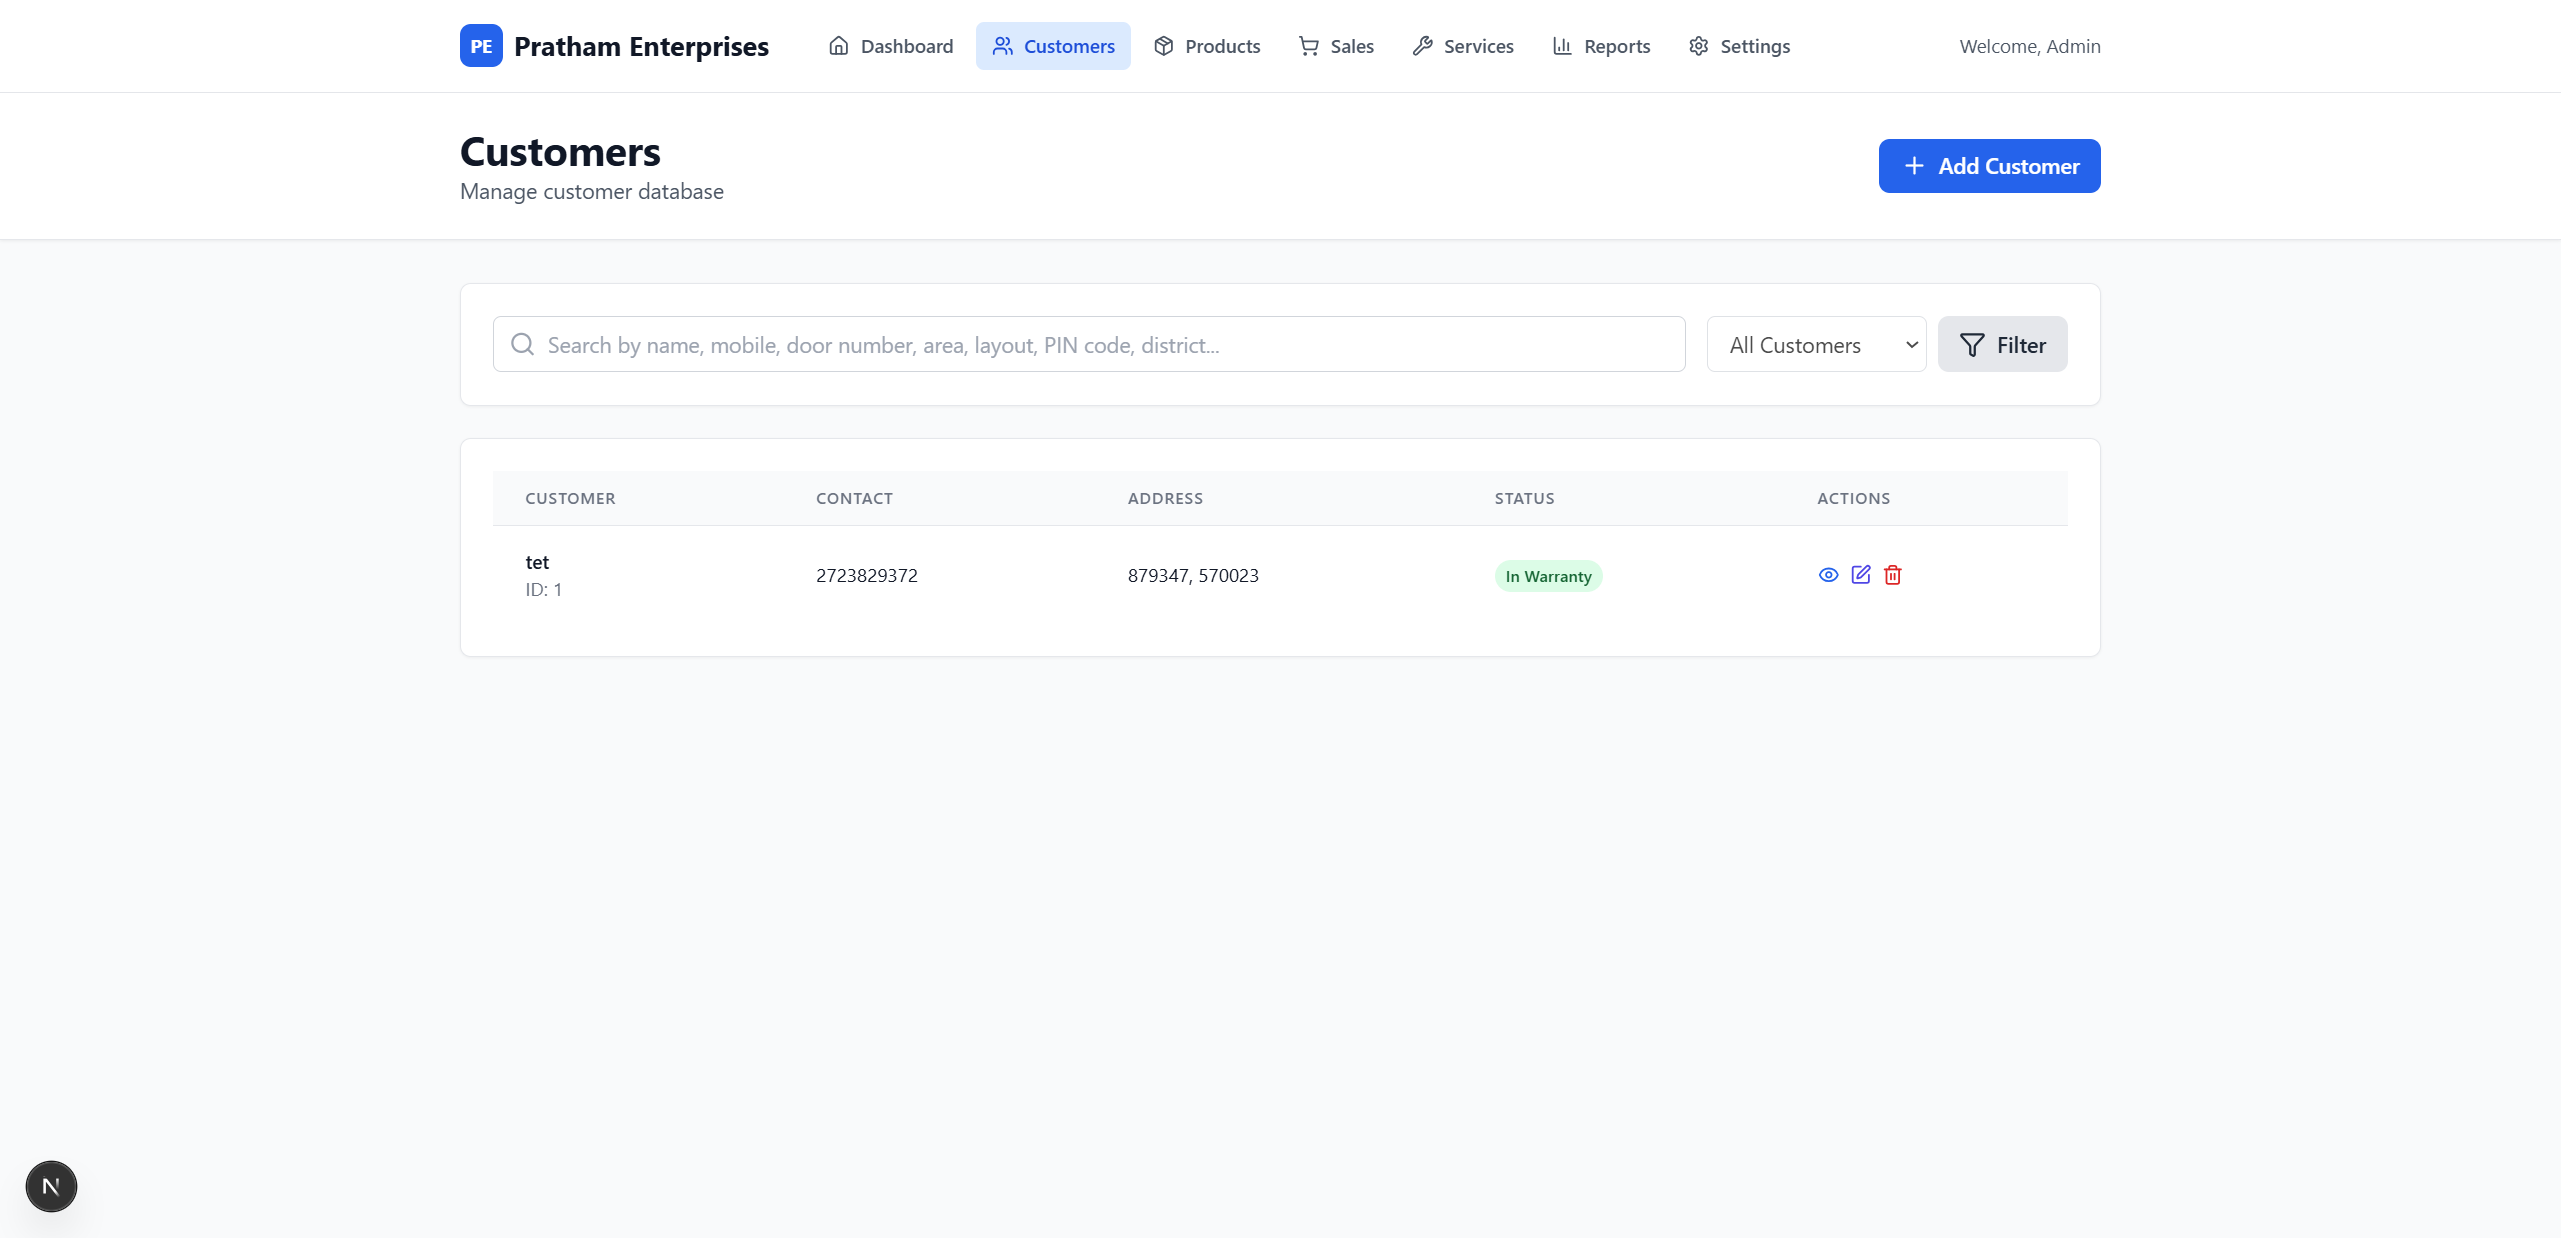 PE Pratham Enterprises Dashboard Customers Products Sales Services Reports Settings Welcome, Admin
Customers
Manage customer database
Add Customer
Search by name, mobile, door number, area, layout, PIN code, district... All Customers Filter
CUSTOMER CONTACT ADDRESS STATUS ACTIONS
tet
ID: 1
2723829372 879347, 570023 In Warranty
N